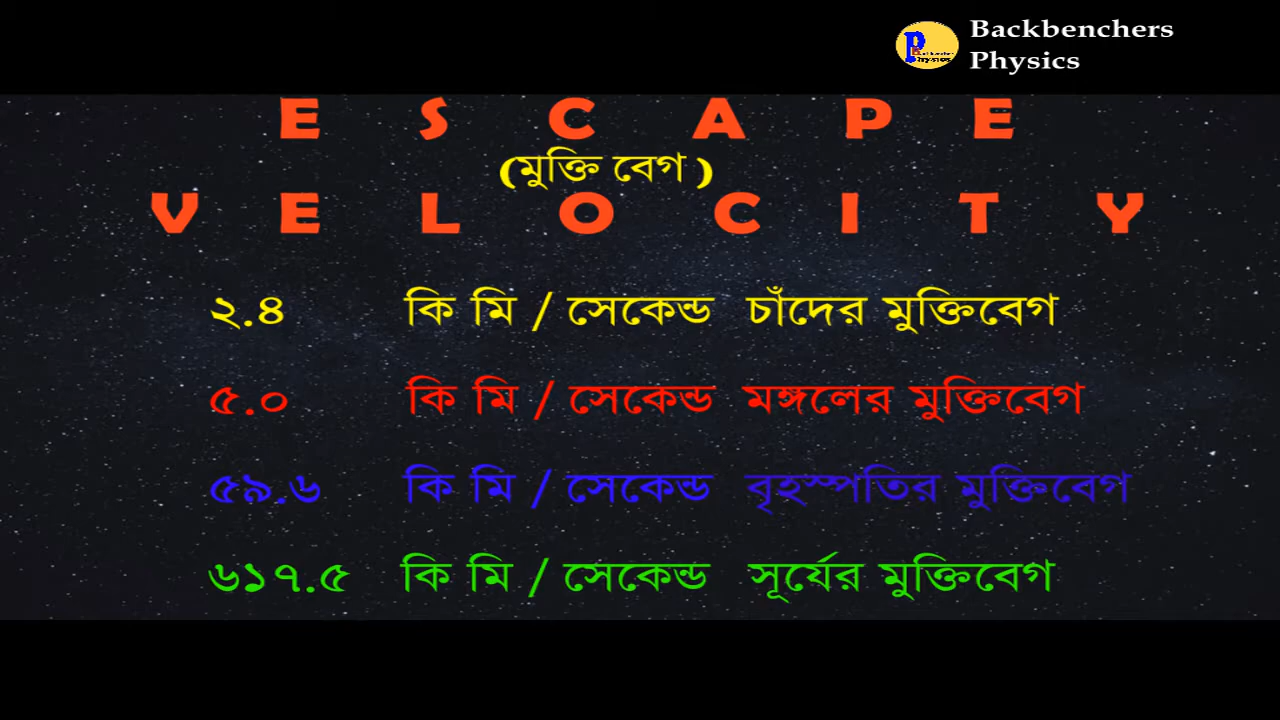 Backbenchers
Physics
E S C A P E
(মুক্তি বেগ )
V E L O C I T Y
২.৪ কি মি / সেকেন্ড চাঁদের মুক্তিবেগ
৫.০ কি মি / সেকেন্ড মঙ্গলের মুক্তিবেগ
৫৯.৬ কি মি / সেকেন্ড বৃহস্পতির মুক্তিবেগ
৬১৭.৫ কি মি / সেকেন্ড সূর্যের মুক্তিবেগ